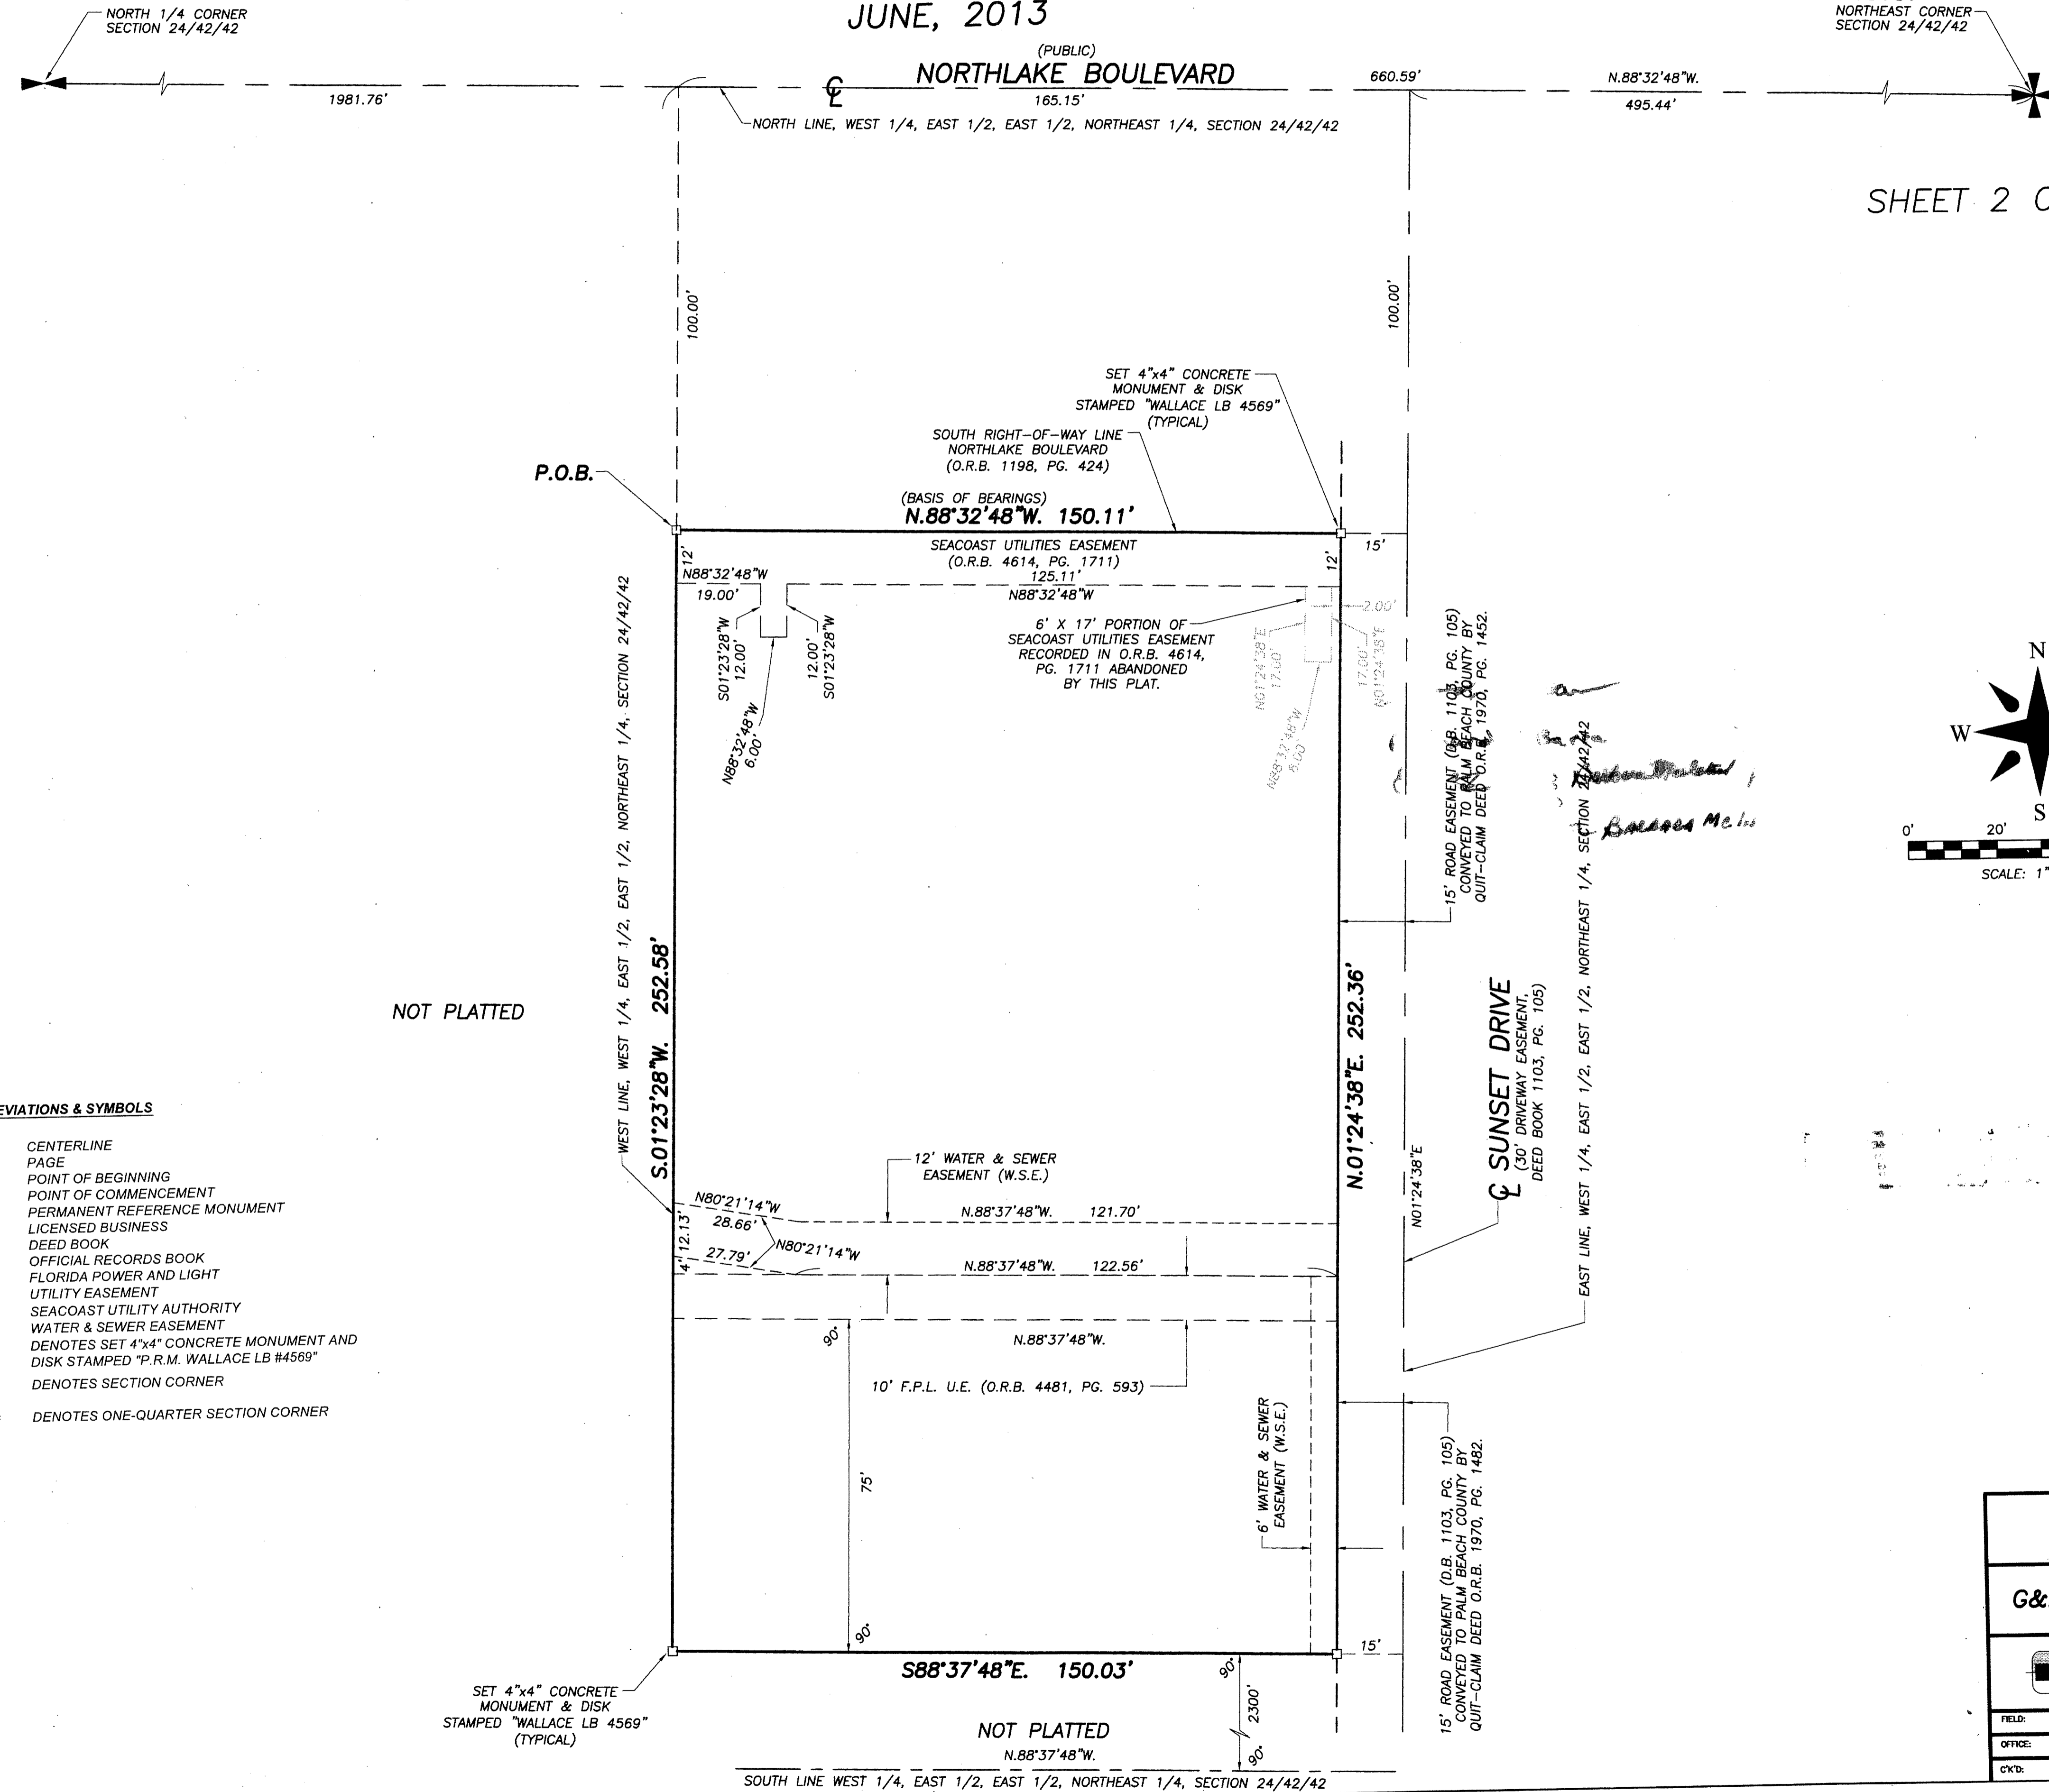 JUNE, 2013
NORTH 1/4 CORNER
SECTION 24/42/42
NORTHEAST CORNER
SECTION 24/42/42
(PUBLIC)
NORTHLAKE BOULEVARD
1981.76'
165.15'
660.59'
N.88°32'48"W.
495.44'
NORTH LINE, WEST 1/4, EAST 1/2, EAST 1/2, NORTHEAST 1/4, SECTION 24/42/42
SHEET 2
100.00'
100.00'
SET 4"x4" CONCRETE
MONUMENT & DISK
STAMPED "WALLACE LB 4569"
(TYPICAL)
SOUTH RIGHT-OF-WAY LINE
NORTHLAKE BOULEVARD
(O.R.B. 1198, PG. 424)
P.O.B.
(BASIS OF BEARINGS)
N.88°32'48"W. 150.11'
15'
SEACOAST UTILITIES EASEMENT
(O.R.B. 4614, PG. 1711)
125.11'
N88°32'48"W
12'
12'
N88°32'48"W
19.00'
S01°23'28"W
12.00'
12.00'
S01°23'28"W
N88°32'48"W
6.00'
6' X 17' PORTION OF
SEACOAST UTILITIES EASEMENT
RECORDED IN O.R.B. 4614,
PG. 1711 ABANDONED
BY THIS PLAT.
2.00'
N01°24'38"E
17.00'
17.00'
N01°24'38"E
N88°32'48"W
6.00'
15' ROAD EASEMENT (D.B. 1103, PG. 105)
CONVEYED TO PALM BEACH COUNTY BY
QUIT-CLAIM DEED O.R.B. 1970, PG. 1452.
WEST LINE, WEST 1/4, EAST 1/2, EAST 1/2, NORTHEAST 1/4, SECTION 24/42/42
S.01°23'28"W. 252.58'
N.01°24'38"E. 252.36'
NOT PLATTED
N
W
S
0'
20'
SCALE: 1"
N01°24'38"E
℄ SUNSET DRIVE
(30' DRIVEWAY EASEMENT,
DEED BOOK 1103, PG. 105)
EAST LINE, WEST 1/4, EAST 1/2, EAST 1/2, NORTHEAST 1/4, SECTION 24/42/42
EVIATIONS & SYMBOLS
CENTERLINE
PAGE
POINT OF BEGINNING
POINT OF COMMENCEMENT
PERMANENT REFERENCE MONUMENT
LICENSED BUSINESS
DEED BOOK
OFFICIAL RECORDS BOOK
FLORIDA POWER AND LIGHT
UTILITY EASEMENT
SEACOAST UTILITY AUTHORITY
WATER & SEWER EASEMENT
DENOTES SET 4"x4" CONCRETE MONUMENT AND
DISK STAMPED "P.R.M. WALLACE LB #4569"
DENOTES SECTION CORNER
DENOTES ONE-QUARTER SECTION CORNER
12' WATER & SEWER
EASEMENT (W.S.E.)
N80°21'14"W
28.66'
N.88°37'48"W. 121.70'
12.13'
27.79'
N80°21'14"W
4'
N.88°37'48"W. 122.56'
90°
N.88°37'48"W.
10' F.P.L. U.E. (O.R.B. 4481, PG. 593)
75'
6' WATER & SEWER
EASEMENT (W.S.E.)
15' ROAD EASEMENT (D.B. 1103, PG. 105)
CONVEYED TO PALM BEACH COUNTY BY
QUIT-CLAIM DEED O.R.B. 1970, PG. 1482.
90°
15'
S88°37'48"E. 150.03'
90°
2300'
SET 4"x4" CONCRETE
MONUMENT & DISK
STAMPED "WALLACE LB 4569"
(TYPICAL)
NOT PLATTED
N.88°37'48"W.
90°
SOUTH LINE WEST 1/4, EAST 1/2, EAST 1/2, NORTHEAST 1/4, SECTION 24/42/42
G&
FIELD:
OFFICE:
C'K'D: